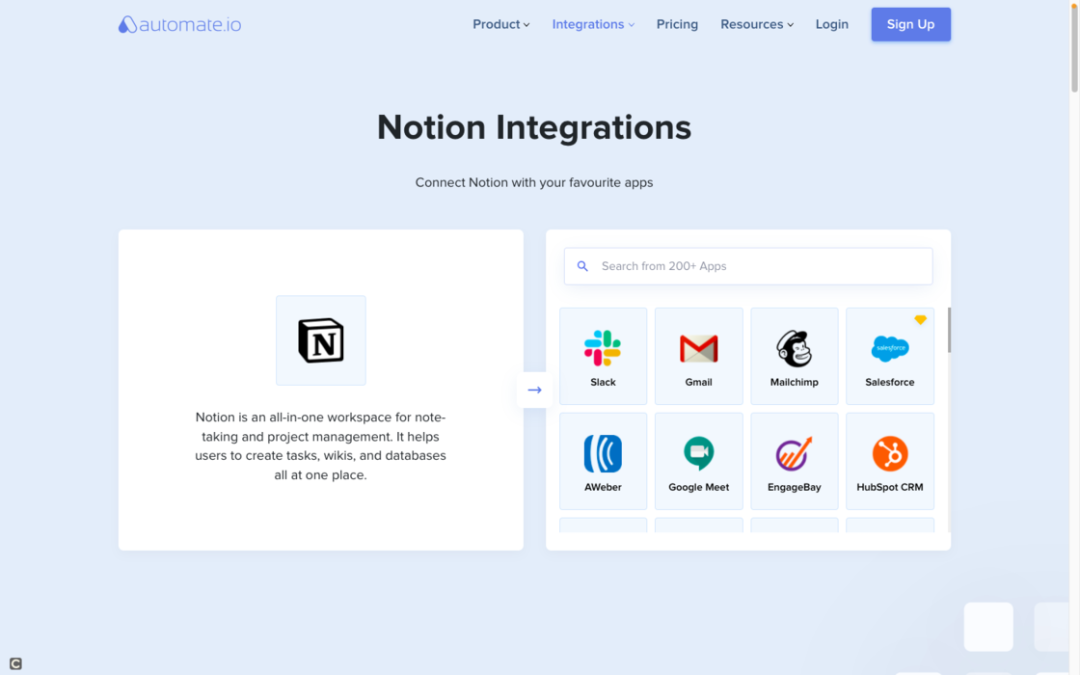 automate.io
Product
Integrations
Pricing
Resources
Login
Sign Up
Notion Integrations
Connect Notion with your favourite apps
N
Notion is an all-in-one workspace for note-
taking and project management. It helps
users to create tasks, wikis, and databases
all at one place.
Search from 200+ Apps
Slack
Gmail
Mailchimp
salesforce
Salesforce
AWeber
Google Meet
EngageBay
HubSpot CRM
C